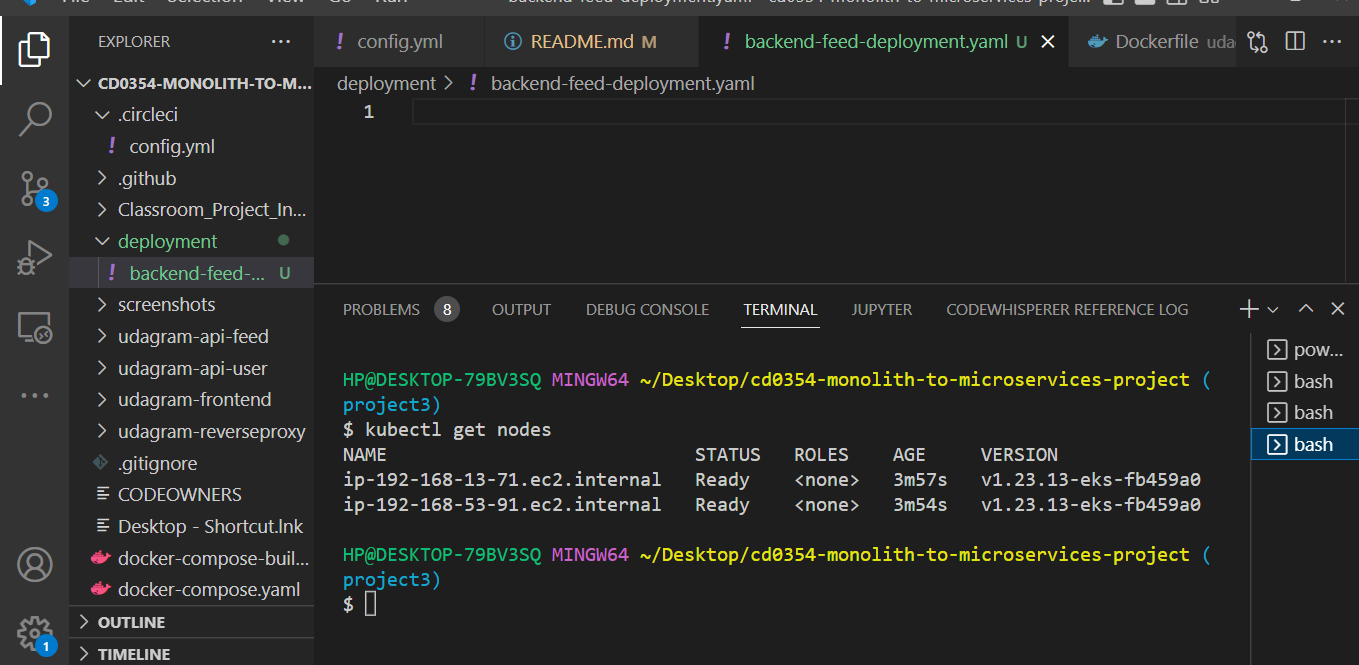 EXPLORER
CD0354-MONOLITH-TO-M...
.circleci
! config.yml
.github
Classroom_Project_In...
deployment
! backend-feed-... U
screenshots
udagram-api-feed
udagram-api-user
udagram-frontend
udagram-reverseproxy
.gitignore
CODEOWNERS
Desktop - Shortcut.lnk
docker-compose-buil...
docker-compose.yaml
OUTLINE
TIMELINE
3
1
! config.yml
README.md M
! backend-feed-deployment.yaml U
Dockerfile uda
deployment > ! backend-feed-deployment.yaml
1
PROBLEMS 8 OUTPUT DEBUG CONSOLE TERMINAL JUPYTER CODEWHISPERER REFERENCE LOG
HP@DESKTOP-79BV3SQ MINGW64 ~/Desktop/cd0354-monolith-to-microservices-project (
project3)
$ kubectl get nodes
NAME STATUS ROLES AGE VERSION
ip-192-168-13-71.ec2.internal Ready <none> 3m57s v1.23.13-eks-fb459a0
ip-192-168-53-91.ec2.internal Ready <none> 3m54s v1.23.13-eks-fb459a0
HP@DESKTOP-79BV3SQ MINGW64 ~/Desktop/cd0354-monolith-to-microservices-project (
project3)
$
pow...
bash
bash
bash